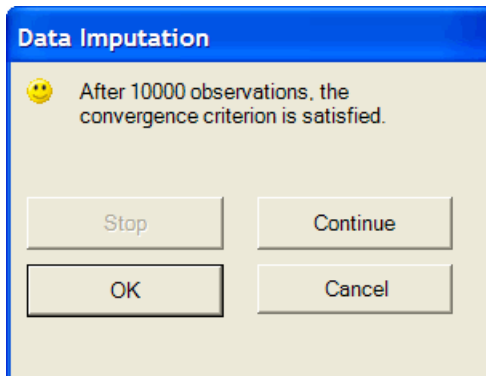 Data Imputation
After 10000 observations, the
convergence criterion is satisfied.
Stop Continue
OK Cancel